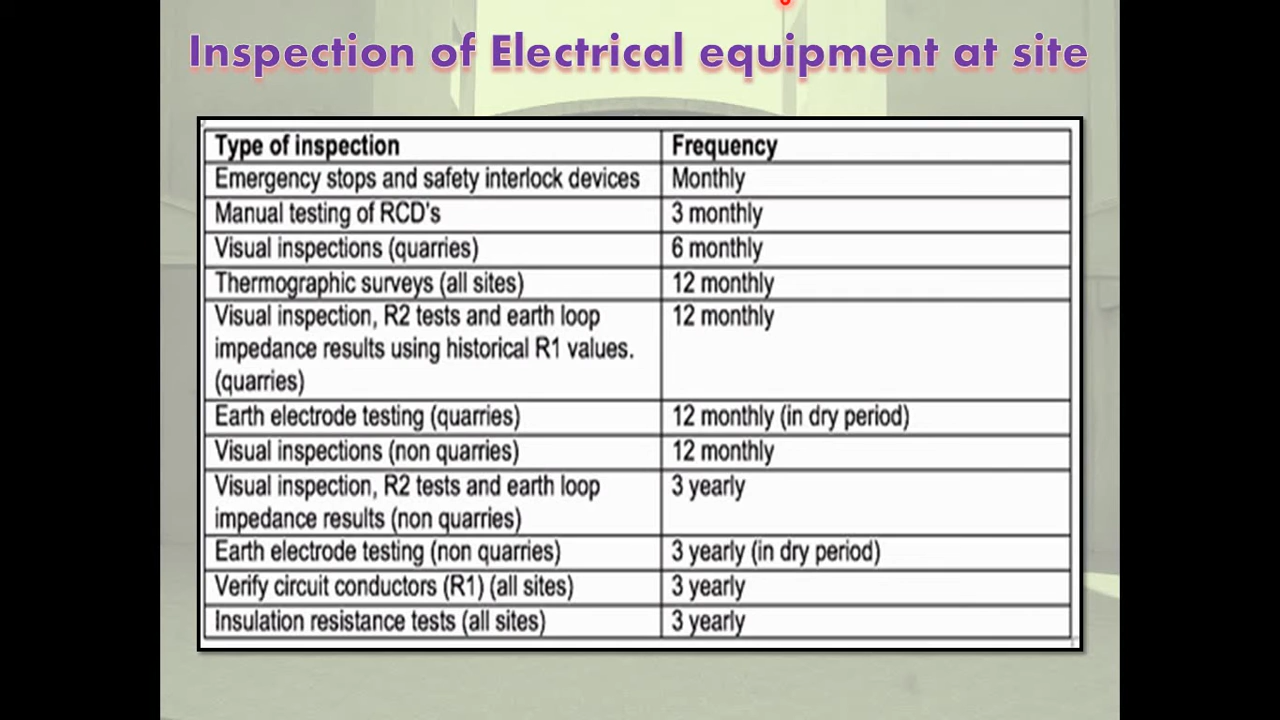 Inspection of Electrical equipment at site
Type of inspection Frequency
Emergency stops and safety interlock devices Monthly
Manual testing of RCD's 3 monthly
Visual inspections (quarries) 6 monthly
Thermographic surveys (all sites) 12 monthly
Visual inspection, R2 tests and earth loop 12 monthly
impedance results using historical R1 values.
(quarries)
Earth electrode testing (quarries) 12 monthly (in dry period)
Visual inspections (non quarries) 12 monthly
Visual inspection, R2 tests and earth loop 3 yearly
impedance results (non quarries)
Earth electrode testing (non quarries) 3 yearly (in dry period)
Verify circuit conductors (R1) (all sites) 3 yearly
Insulation resistance tests (all sites) 3 yearly